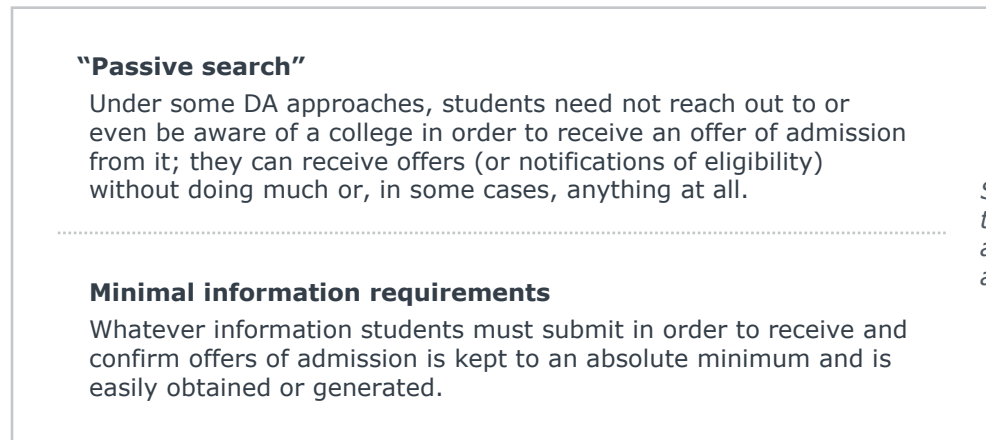 “Passive search”
Under some DA approaches, students need not reach out to or
even be aware of a college in order to receive an offer of admission
from it; they can receive offers (or notifications of eligibility)
without doing much or, in some cases, anything at all.
Minimal information requirements
Whatever information students must submit in order to receive and
confirm offers of admission is kept to an absolute minimum and is
easily obtained or generated.